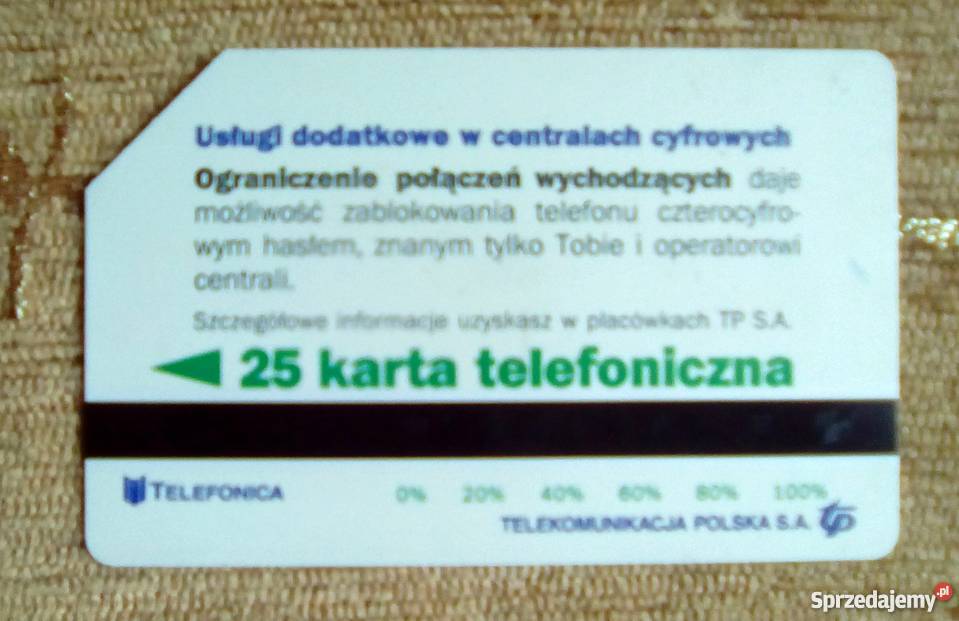 Usługi dodatkowe w centralach cyfrowych
Ograniczenie połączeń wychodzących daje
możliwość zablokowania telefonu czterocyfro-
wym hasłem, znanym tylko Tobie i operatorowi
centrali.
Szczegółowe informacje uzyskasz w placówkach TP S.A.
25 karta telefoniczna
TELEFONICA
0% 20% 40% 60% 80% 100%
TELEKOMUNIKACJA POLSKA S.A. tp
Sprzedajemy.pl